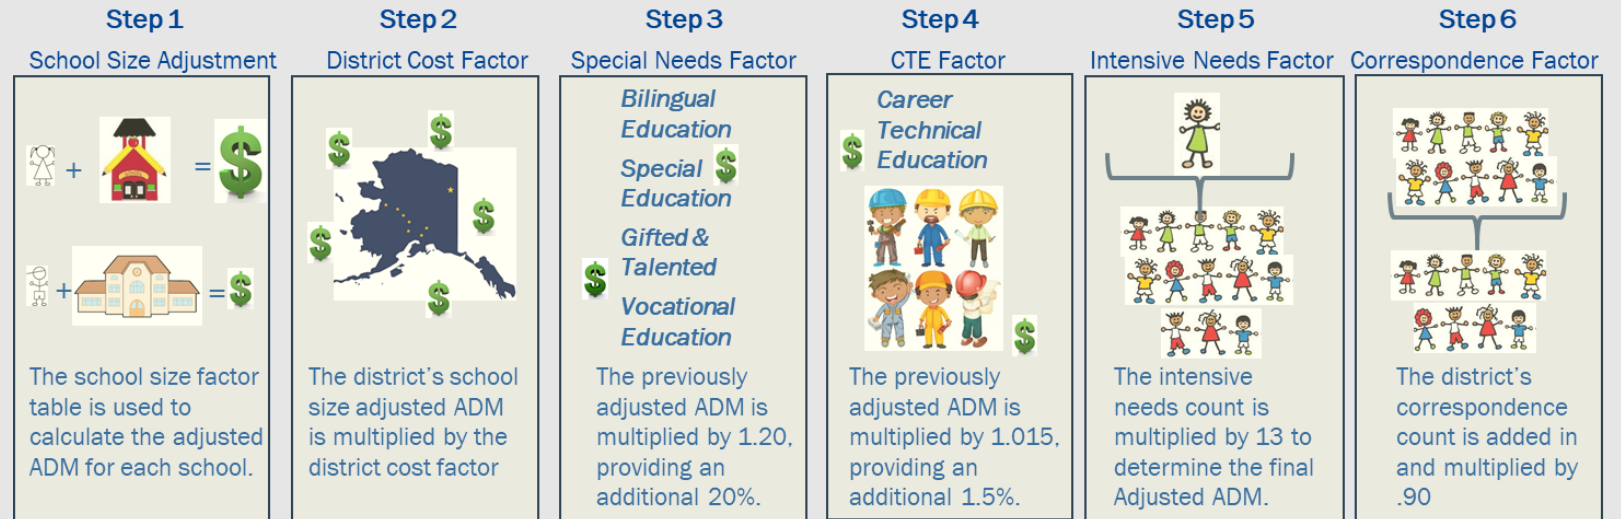 Step 1
School Size Adjustment
+
=
+
=
The school size factor
table is used to
calculate the adjusted
ADM for each school.
Step 2
District Cost Factor
The district's school
size adjusted ADM
is multiplied by the
district cost factor
Step 3
Special Needs Factor
Bilingual
Education
Special
Education
Gifted &
Talented
Vocational
Education
The previously
adjusted ADM is
multiplied by 1.20,
providing an
additional 20%.
Step 4
CTE Factor
Career
Technical
Education
The previously
adjusted ADM is
multiplied by 1.015,
providing an
additional 1.5%.
Step 5
Intensive Needs Factor
The intensive
needs count is
multiplied by 13 to
determine the final
Adjusted ADM.
Step 6
Correspondence Factor
The district's
correspondence
count is added in
and multiplied by
.90